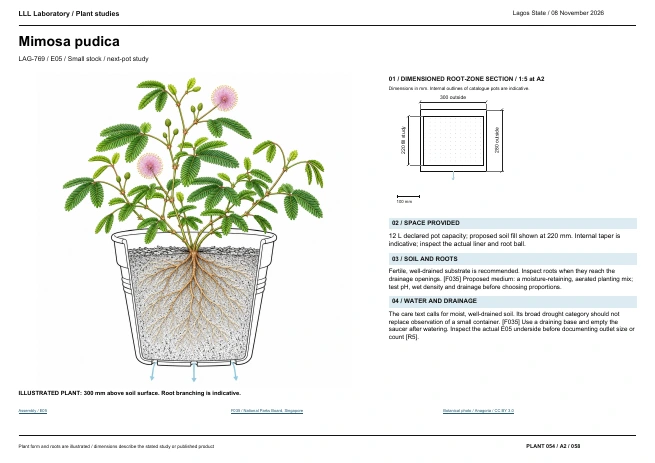 LLL Laboratory / Plant studies
Lagos State / 08 November 2026
Mimosa pudica
LAG-769 / E05 / Small stock / next-pot study
01 / DIMENSIONED ROOT-ZONE SECTION / 1:5 at A2
Dimensions in mm. Internal outlines of catalogue pots are indicative.
300 outside
220 fill study
280 outside
100 mm
02 / SPACE PROVIDED
12 L declared pot capacity; proposed soil fill shown at 220 mm. Internal taper is
indicative; inspect the actual liner and root ball.
03 / SOIL AND ROOTS
Fertile, well-drained substrate is recommended. Inspect roots when they reach the
drainage openings. [F035] Proposed medium: a moisture-retaining, aerated planting mix;
test pH, wet density and drainage before choosing proportions.
04 / WATER AND DRAINAGE
The care text calls for moist, well-drained soil. Its broad drought category should not
replace observation of a small container. [F035] Use a draining base and empty the
saucer after watering. Inspect the actual E05 underside before documenting outlet size or
count [R5].
ILLUSTRATED PLANT: 300 mm above soil surface. Root branching is indicative.
Assembly / E05
F035 / National Parks Board, Singapore
Botanical photo / Anagoria / CC BY 3.0
Plant form and roots are illustrated / dimensions describe the stated study or published product
PLANT 054 / A2 / 058